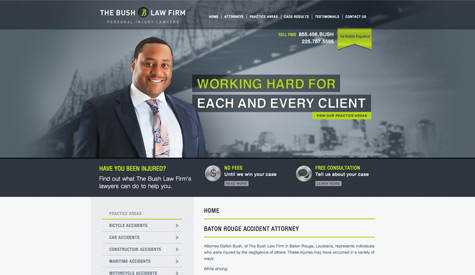 THE BUSH B LAW FIRM
PERSONAL INJURY LAWYERS
HOME | ATTORNEYS | PRACTICE AREAS | CASE RESULTS | TESTIMONIALS | CONTACT US
TOLL FREE 855.456.BUSH
225.787.5595
WORKING HARD FOR
EACH AND EVERY CLIENT
VIEW OUR PRACTICE AREAS
HAVE YOU BEEN INJURED?
Find out what The Bush Law Firm's
lawyers can do to help you.
NO FEES
Until we win your case
READ MORE
FREE CONSULTATION
Tell us about your case
LEARN MORE
PRACTICE AREAS
BICYCLE ACCIDENTS
CAR ACCIDENTS
CONSTRUCTION ACCIDENTS
MARITIME ACCIDENTS
MOTORCYCLE ACCIDENTS
HOME
BATON ROUGE ACCIDENT ATTORNEY
Attorney Dalton Bush, of The Bush Law Firm in Baton Rouge, Louisiana, represents individuals
who were injured by the negligence of others. These injuries may have occurred in a variety of
ways.
While driving: